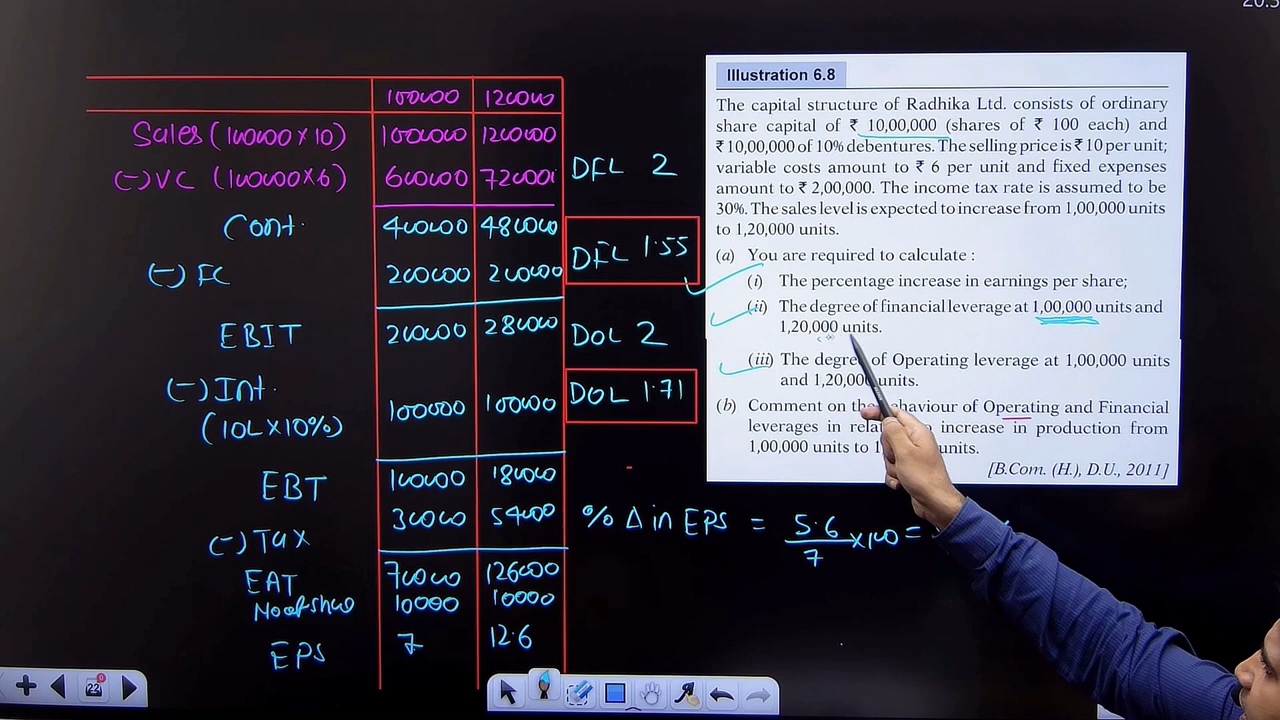 100000 120000
Sales (100000×10) 1000000 1200000
(-) VC (100000×6) 600000 720000
DFL 2
Cont. 400000 480000
DFL 1.55
(-) FC 200000 200000
EBIT 200000 280000
DOL 2
(-) Int. 100000 100000
(10L×10%)
DOL 1.71
EBT 100000 180000
(-) Tax 30000 54000
EAT 70000 126000
No of share 10000 10000
EPS 7 12.6
% Δ in EPS = 5.6/7 ×100 =
Illustration 6.8
The capital structure of Radhika Ltd. consists of ordinary
share capital of ₹ 10,00,000 (shares of ₹ 100 each) and
₹ 10,00,000 of 10% debentures. The selling price is ₹ 10 per unit;
variable costs amount to ₹ 6 per unit and fixed expenses
amount to ₹ 2,00,000. The income tax rate is assumed to be
30%. The sales level is expected to increase from 1,00,000 units
to 1,20,000 units.
(a) You are required to calculate :
(i) The percentage increase in earnings per share;
(ii) The degree of financial leverage at 1,00,000 units and
1,20,000 units.
(iii) The degree of Operating leverage at 1,00,000 units
and 1,20,000 units.
(b) Comment on the behaviour of Operating and Financial
leverages in increase in production from
1,00,000 units to units.
[B.Com. (H.), D.U., 2011]
22